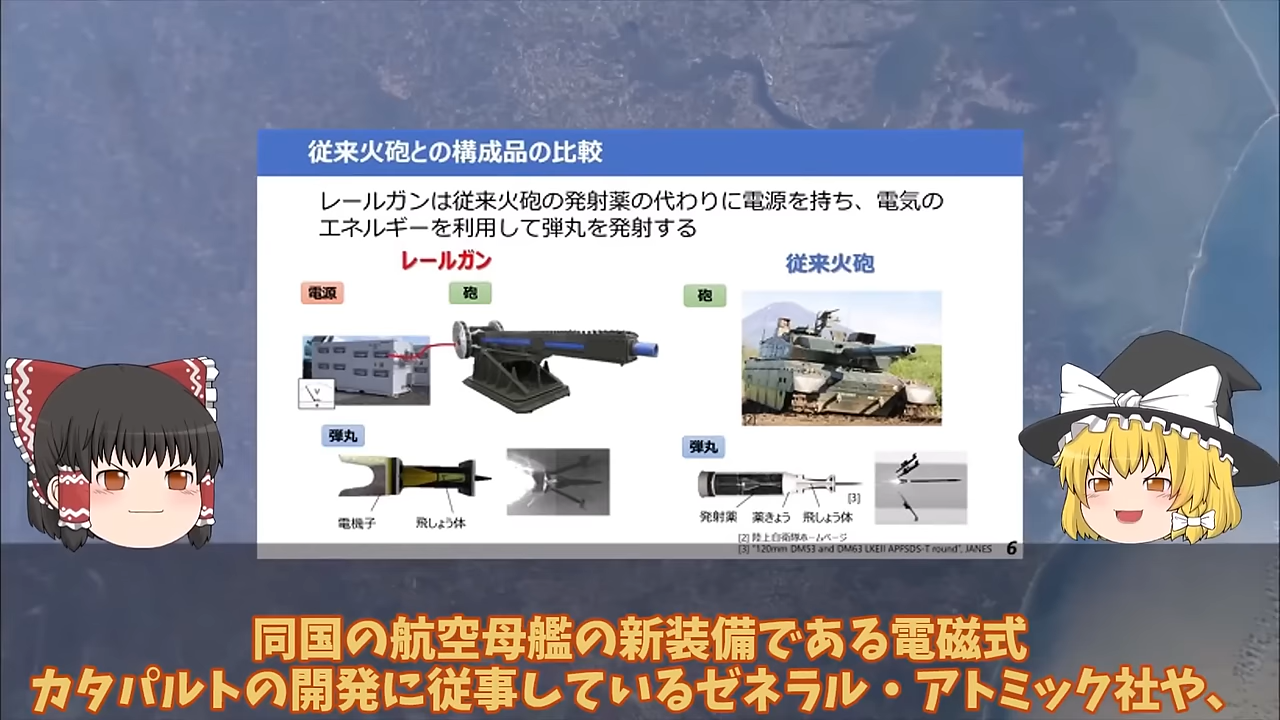 従来火砲との構成品の比較
レールガンは従来火砲の発射薬の代わりに電源を持ち、電気の
エネルギーを利用して弾丸を発射する
レールガン
従来火砲
電源
砲
砲
弾丸
弾丸
電機子
飛しょう体
発射薬
薬きょう
飛しょう体
[3]
[2] 陸上自衛隊ホームページ
[3] "120mm DM53 and DM63 LKEII APFSDS-T round", JANES
6
同国の航空母艦の新装備である電磁式
カタパルトの開発に従事しているゼネラル・アトミック社や、